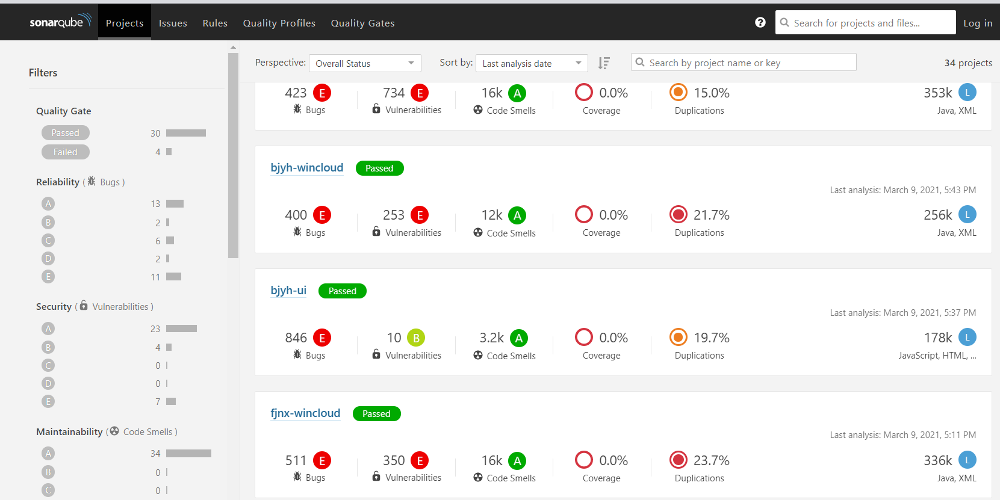 sonarqube Projects Issues Rules Quality Profiles Quality Gates ? Search for projects and files... Log in
Filters
Quality Gate
Passed 30
Failed 4
Reliability ( Bugs )
A 13
B 2
C 6
D 2
E 11
Security ( Vulnerabilities )
A 23
B 4
C 0
D 0
E 7
Maintainability ( Code Smells )
A 34
B 0
C 0
Perspective: Overall Status Sort by: Last analysis date Search by project name or key 34 projects
423 E 734 E 16k A 0.0% 15.0% 353k L
Bugs Vulnerabilities Code Smells Coverage Duplications Java, XML
bjyh-wincloud Passed
Last analysis: March 9, 2021, 5:43 PM
400 E 253 E 12k A 0.0% 21.7% 256k L
Bugs Vulnerabilities Code Smells Coverage Duplications Java, XML
bjyh-ui Passed
Last analysis: March 9, 2021, 5:37 PM
846 E 10 B 3.2k A 0.0% 19.7% 178k L
Bugs Vulnerabilities Code Smells Coverage Duplications JavaScript, HTML, ...
fjnx-wincloud Passed
Last analysis: March 9, 2021, 5:11 PM
511 E 350 E 16k A 0.0% 23.7% 336k L
Bugs Vulnerabilities Code Smells Coverage Duplications Java, XML